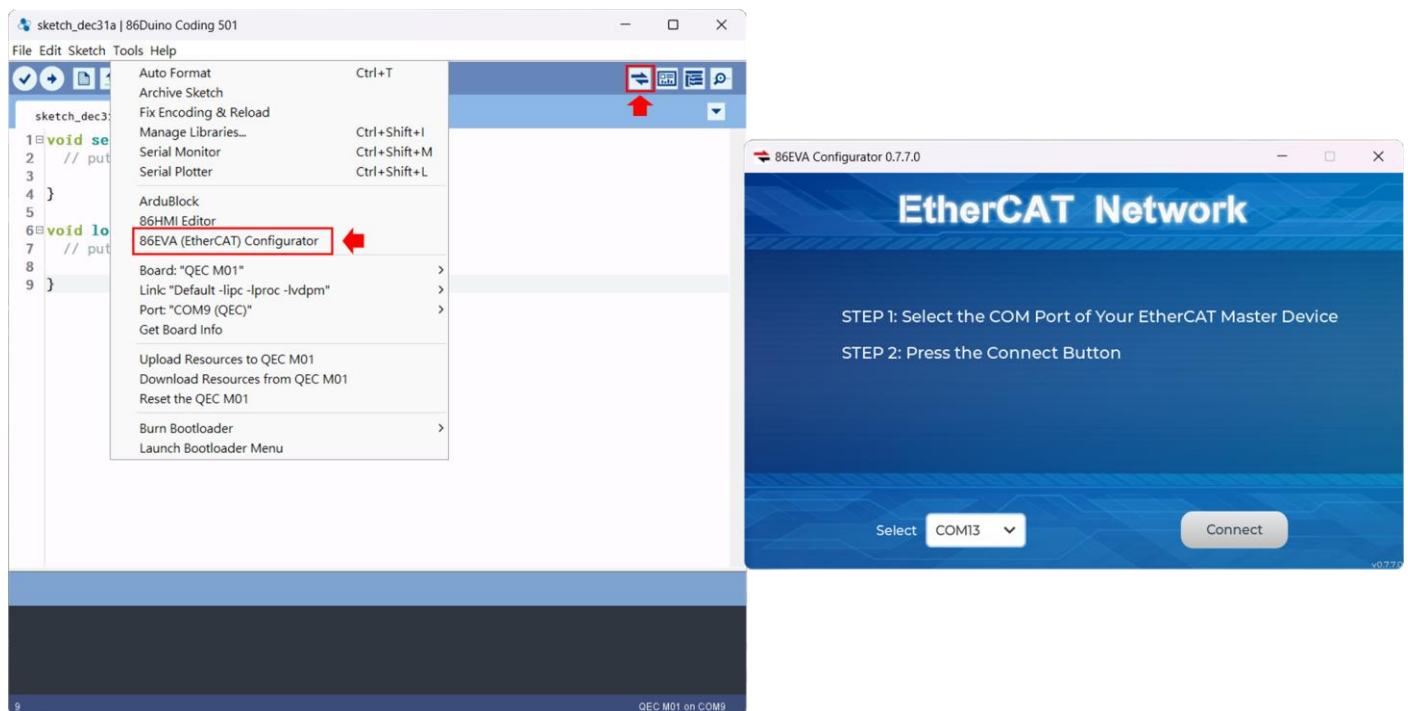 sketch_dec31a | 86Duino Coding 501
File Edit Sketch Tools Help
sketch_dec3
Auto Format Ctrl+T
Archive Sketch
Fix Encoding & Reload
Manage Libraries... Ctrl+Shift+I
Serial Monitor Ctrl+Shift+M
Serial Plotter Ctrl+Shift+L
ArduBlock
86HMI Editor
86EVA (EtherCAT) Configurator
Board: "QEC M01"
Link: "Default -lipc -lproc -lvdpm"
Port: "COM9 (QEC)"
Get Board Info
Upload Resources to QEC M01
Download Resources from QEC M01
Reset the QEC M01
Burn Bootloader
Launch Bootloader Menu
1 void se
2 // put
3
4 }
5
6 void lo
7 // put
8
9 }
9 QEC M01 on COM9
86EVA Configurator 0.7.7.0
EtherCAT Network
STEP 1: Select the COM Port of Your EtherCAT Master Device
STEP 2: Press the Connect Button
Select COM13 Connect
v0.7.7.0